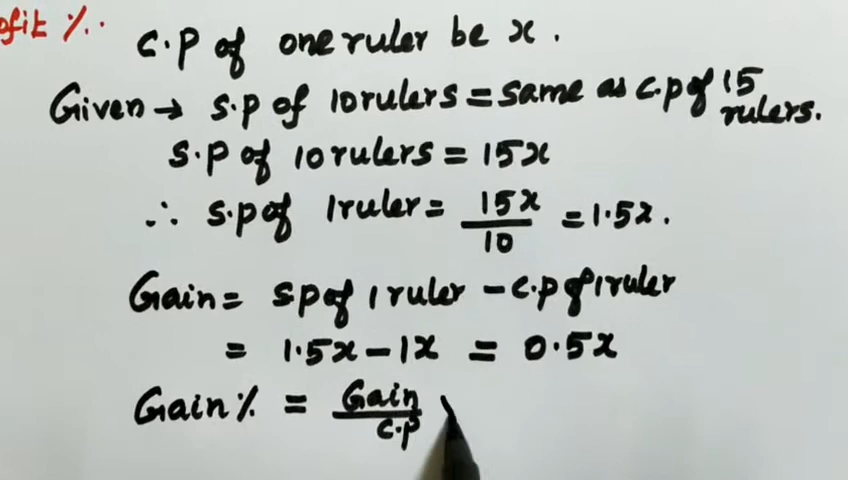 ofit %.
C.P of one ruler be x.
Given → S.P of 10 rulers = same as C.P of 15 rulers.
S.P of 10 rulers = 15x
∴ S.P of 1 ruler = 15x/10 = 1.5x.
Gain = S.P of 1 ruler - C.P of 1 ruler
= 1.5x - 1x = 0.5x
Gain % = Gain/C.P